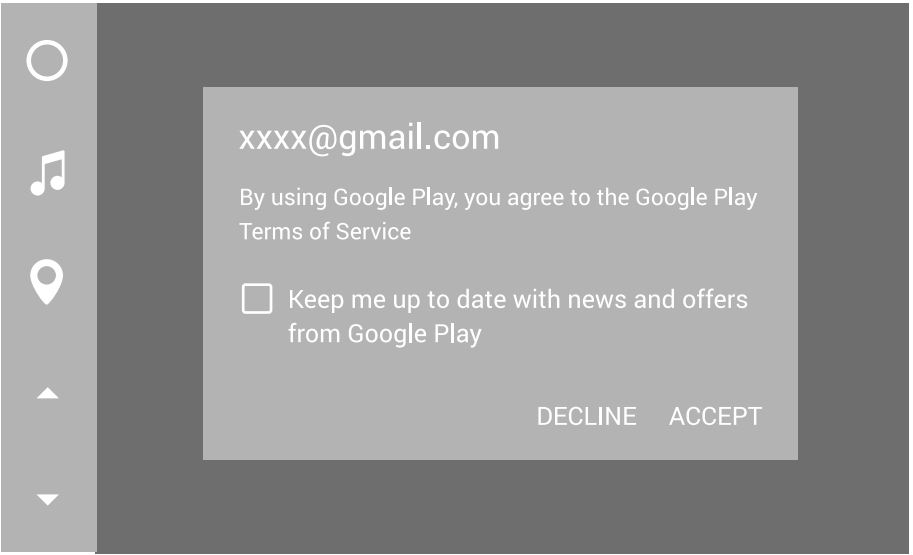 xxxx@gmail.com
By using Google Play, you agree to the Google Play
Terms of Service
Keep me up to date with news and offers
from Google Play
DECLINE ACCEPT